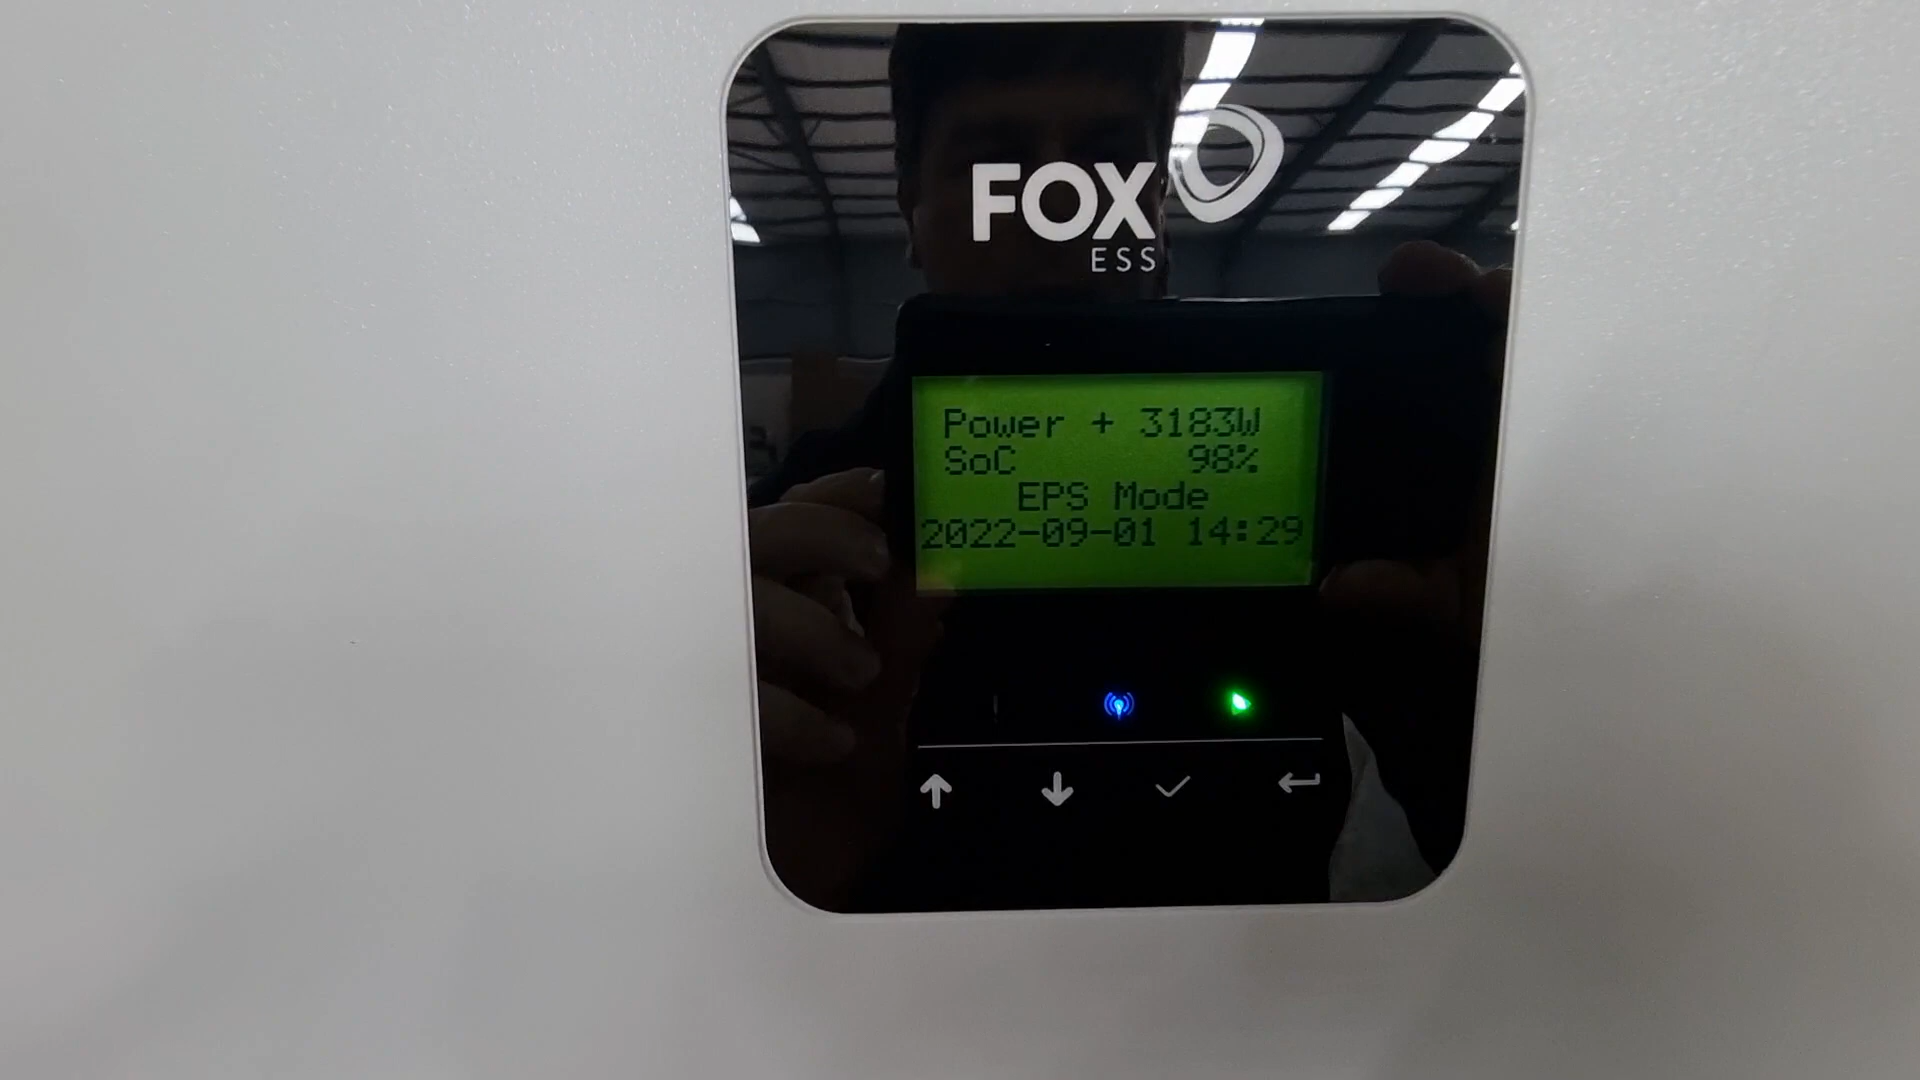 FOX
ESS
Power + 3183W
SoC 98%
EPS Mode
2022-09-01 14:29